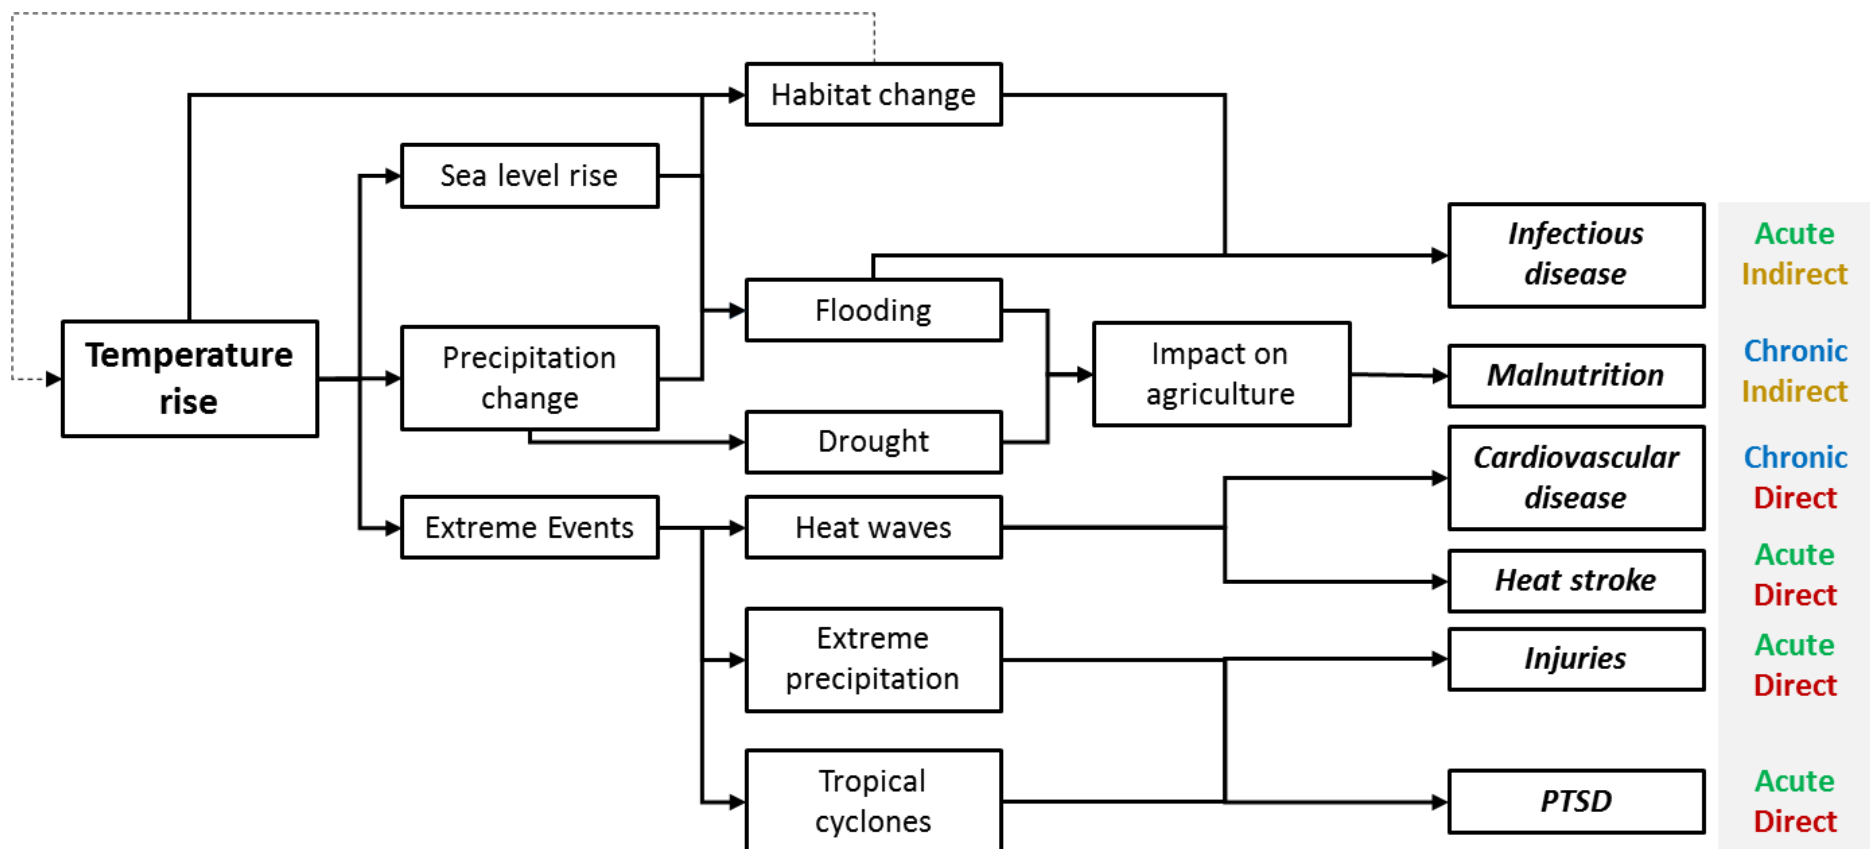 Habitat change
Sea level rise
Infectious
disease
Acute
Indirect
Flooding
Temperature
rise
Precipitation
change
Impact on
agriculture
Malnutrition
Chronic
Indirect
Drought
Cardiovascular
disease
Chronic
Direct
Extreme Events
Heat waves
Heat stroke
Acute
Direct
Extreme
precipitation
Injuries
Acute
Direct
Tropical
cyclones
PTSD
Acute
Direct